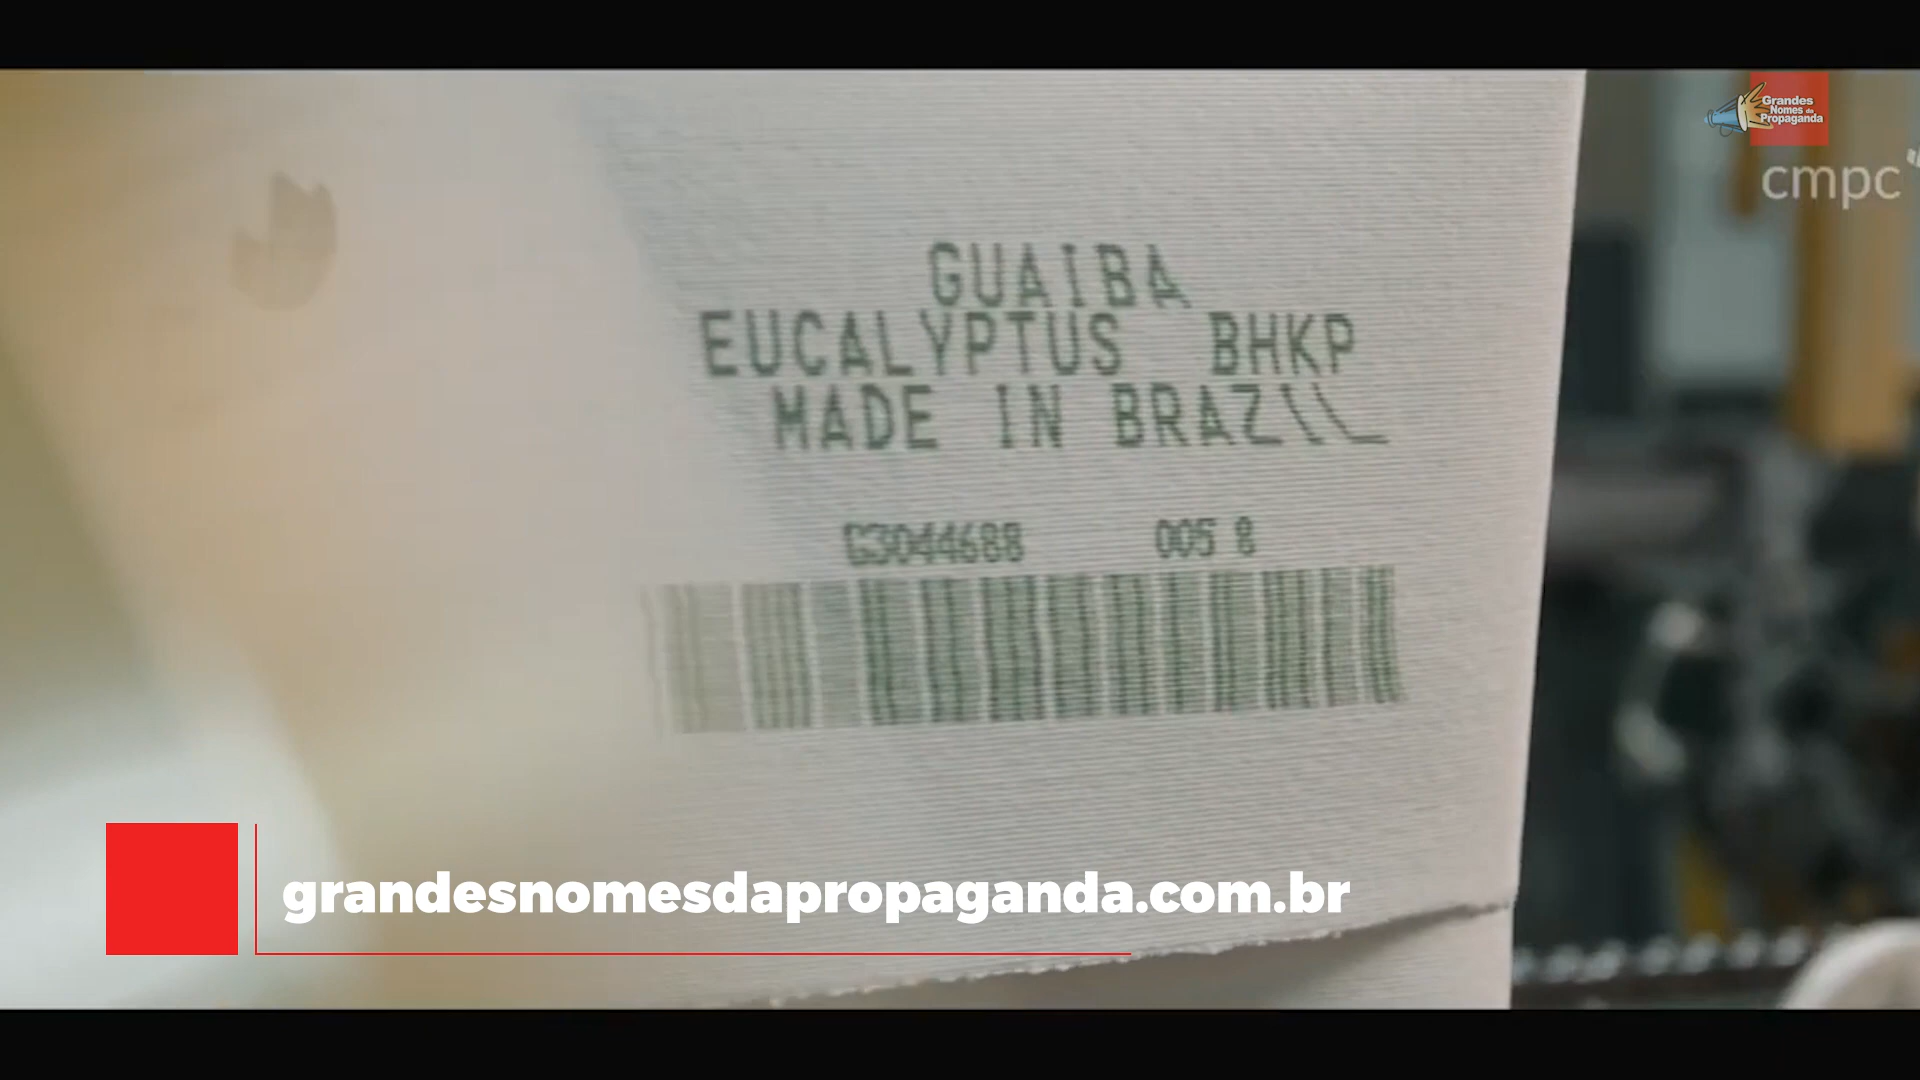 Grandes
Nomes da
Propaganda
cmpc
GUAIBA
EUCALYPTUS BHKP
MADE IN BRAZIL
G3044688 005 8
grandesnomesdapropaganda.com.br